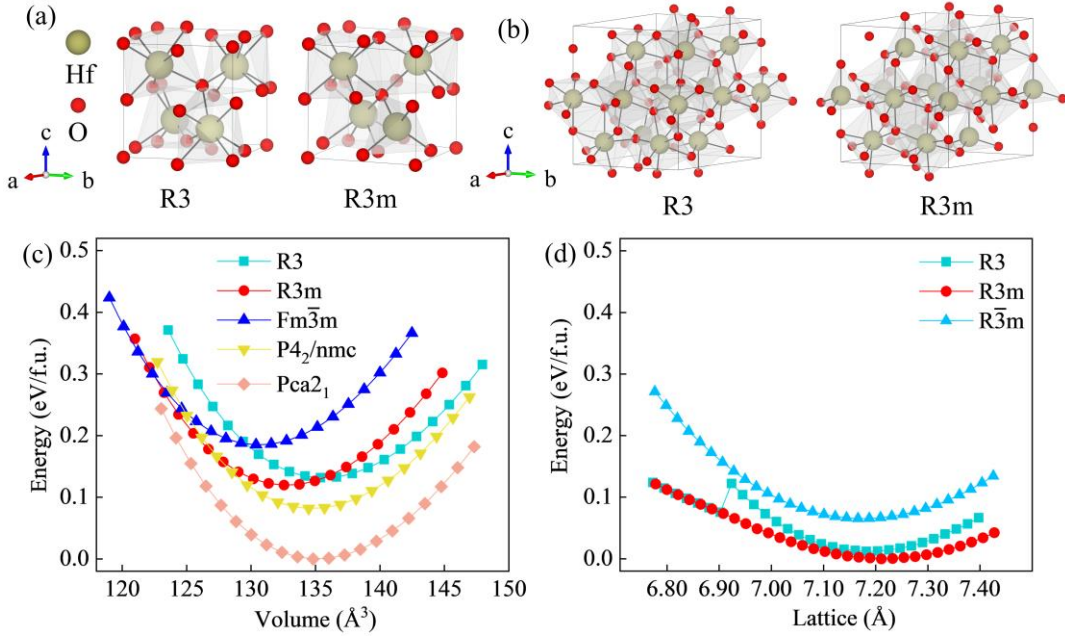 (a)
Hf
O
c
a
b
R3
R3m
(b)
c
a
b
R3
R3m
(c)
0.5
0.4
0.3
0.2
0.1
0.0
Energy (eV/f.u.)
R3
R3m
Fm3̅m
P4₂/nmc
Pca2₁
120 125 130 135 140 145 150
Volume (Å³)
(d)
0.5
0.4
0.3
0.2
0.1
0.0
Energy (eV/f.u.)
R3
R3m
R3̅m
6.80 6.90 7.00 7.10 7.20 7.30 7.40
Lattice (Å)